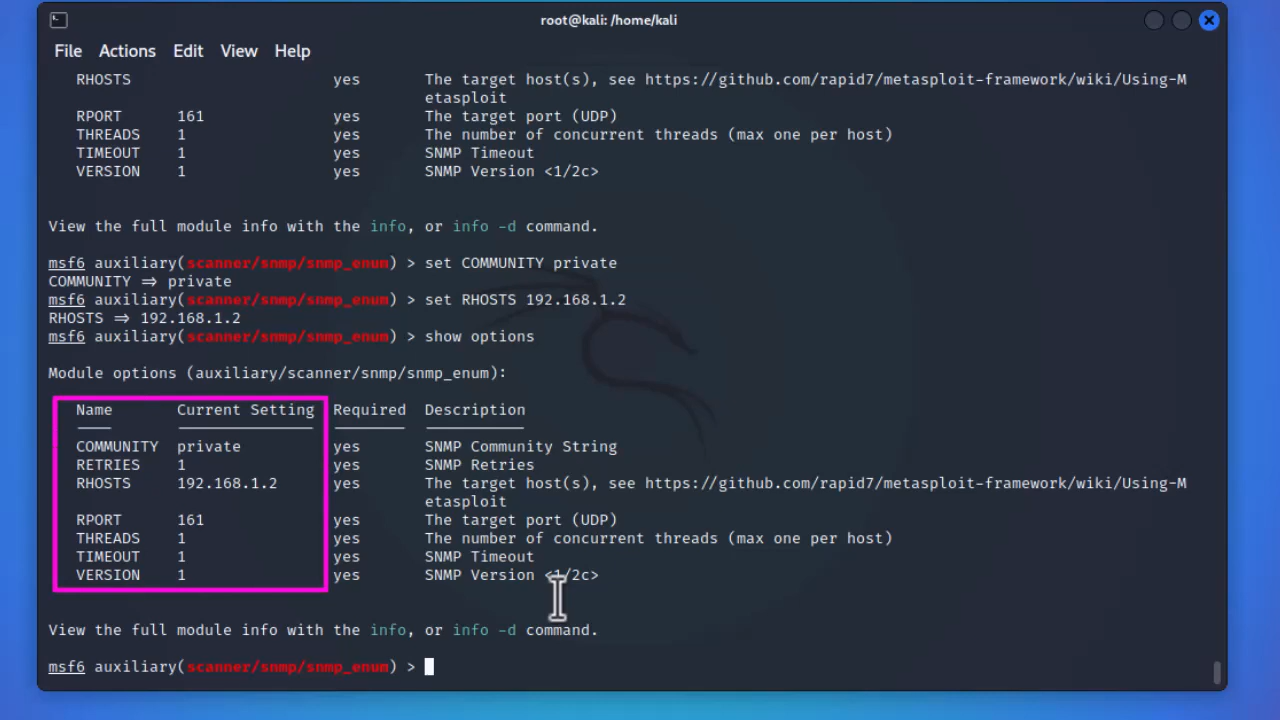 root@kali: /home/kali
File Actions Edit View Help
RHOSTS yes The target host(s), see https://github.com/rapid7/metasploit-framework/wiki/Using-M
etasploit
RPORT 161 yes The target port (UDP)
THREADS 1 yes The number of concurrent threads (max one per host)
TIMEOUT 1 yes SNMP Timeout
VERSION 1 yes SNMP Version <1/2c>
View the full module info with the info, or info -d command.
msf6 auxiliary(scanner/snmp/snmp_enum) > set COMMUNITY private
COMMUNITY => private
msf6 auxiliary(scanner/snmp/snmp_enum) > set RHOSTS 192.168.1.2
RHOSTS => 192.168.1.2
msf6 auxiliary(scanner/snmp/snmp_enum) > show options
Module options (auxiliary/scanner/snmp/snmp_enum):
Name Current Setting Required Description
COMMUNITY private yes SNMP Community String
RETRIES 1 yes SNMP Retries
RHOSTS 192.168.1.2 yes The target host(s), see https://github.com/rapid7/metasploit-framework/wiki/Using-M
etasploit
RPORT 161 yes The target port (UDP)
THREADS 1 yes The number of concurrent threads (max one per host)
TIMEOUT 1 yes SNMP Timeout
VERSION 1 yes SNMP Version <1/2c>
View the full module info with the info, or info -d command.
msf6 auxiliary(scanner/snmp/snmp_enum) >